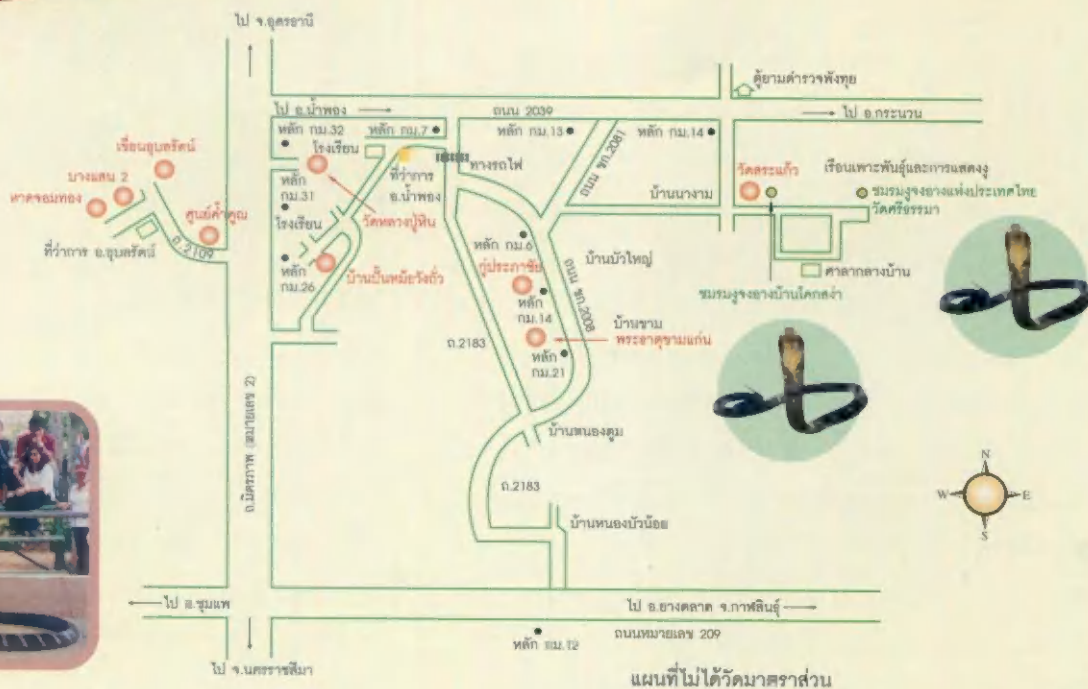 ไป จ.อุดรธานี
ตู้ยามตำรวจพังทุย
ไป อ.น้ำพอง
ถนน 2039
ไป อ.กระนวน
หลัก กม.32
หลัก กม.7
หลัก กม.13
หลัก กม.14
ถนน ขก.2081
โรงเรียน
เขื่อนอุบลรัตน์
ทางรถไฟ
ที่ว่าการ
อ.น้ำพอง
วัดสระแก้ว
เรือนเพาะพันธุ์และการแสดงงู
บางแสน 2
หาดจอมทอง
หลัก
กม.31
บ้านนางาม
ชมรมงูจงอางแห่งประเทศไทย
วัดศรีธรรมา
ศูนย์ค้ำคูณ
วัดหลวงปู่หิน
โรงเรียน
ที่ว่าการ อ.อุบลรัตน์
ถ.2109
หลัก กม.6
บ้านบัวใหญ่
หลัก
กม.26
บ้านปั้นหม้อวังถั่ว
กู่ประภาชัย
ศาลากลางบ้าน
หลัก
กม.14
ถนน ขก.2008
ชมรมงูจงอางบ้านโคกสง่า
บ้านขาม
พระธาตุขามแก่น
ถ.2183
หลัก
กม.21
ถ.มิตรภาพ (หมายเลข 2)
บ้านหนองตูม
N
W
E
S
ถ.2183
บ้านหนองบัวน้อย
ไป อ.ชุมแพ
ไป อ.ยางตลาด จ.กาฬสินธุ์
ถนนหมายเลข 209
หลัก กม.12
ไป จ.นครราชสีมา
แผนที่ไม่ได้วัดมาตราส่วน